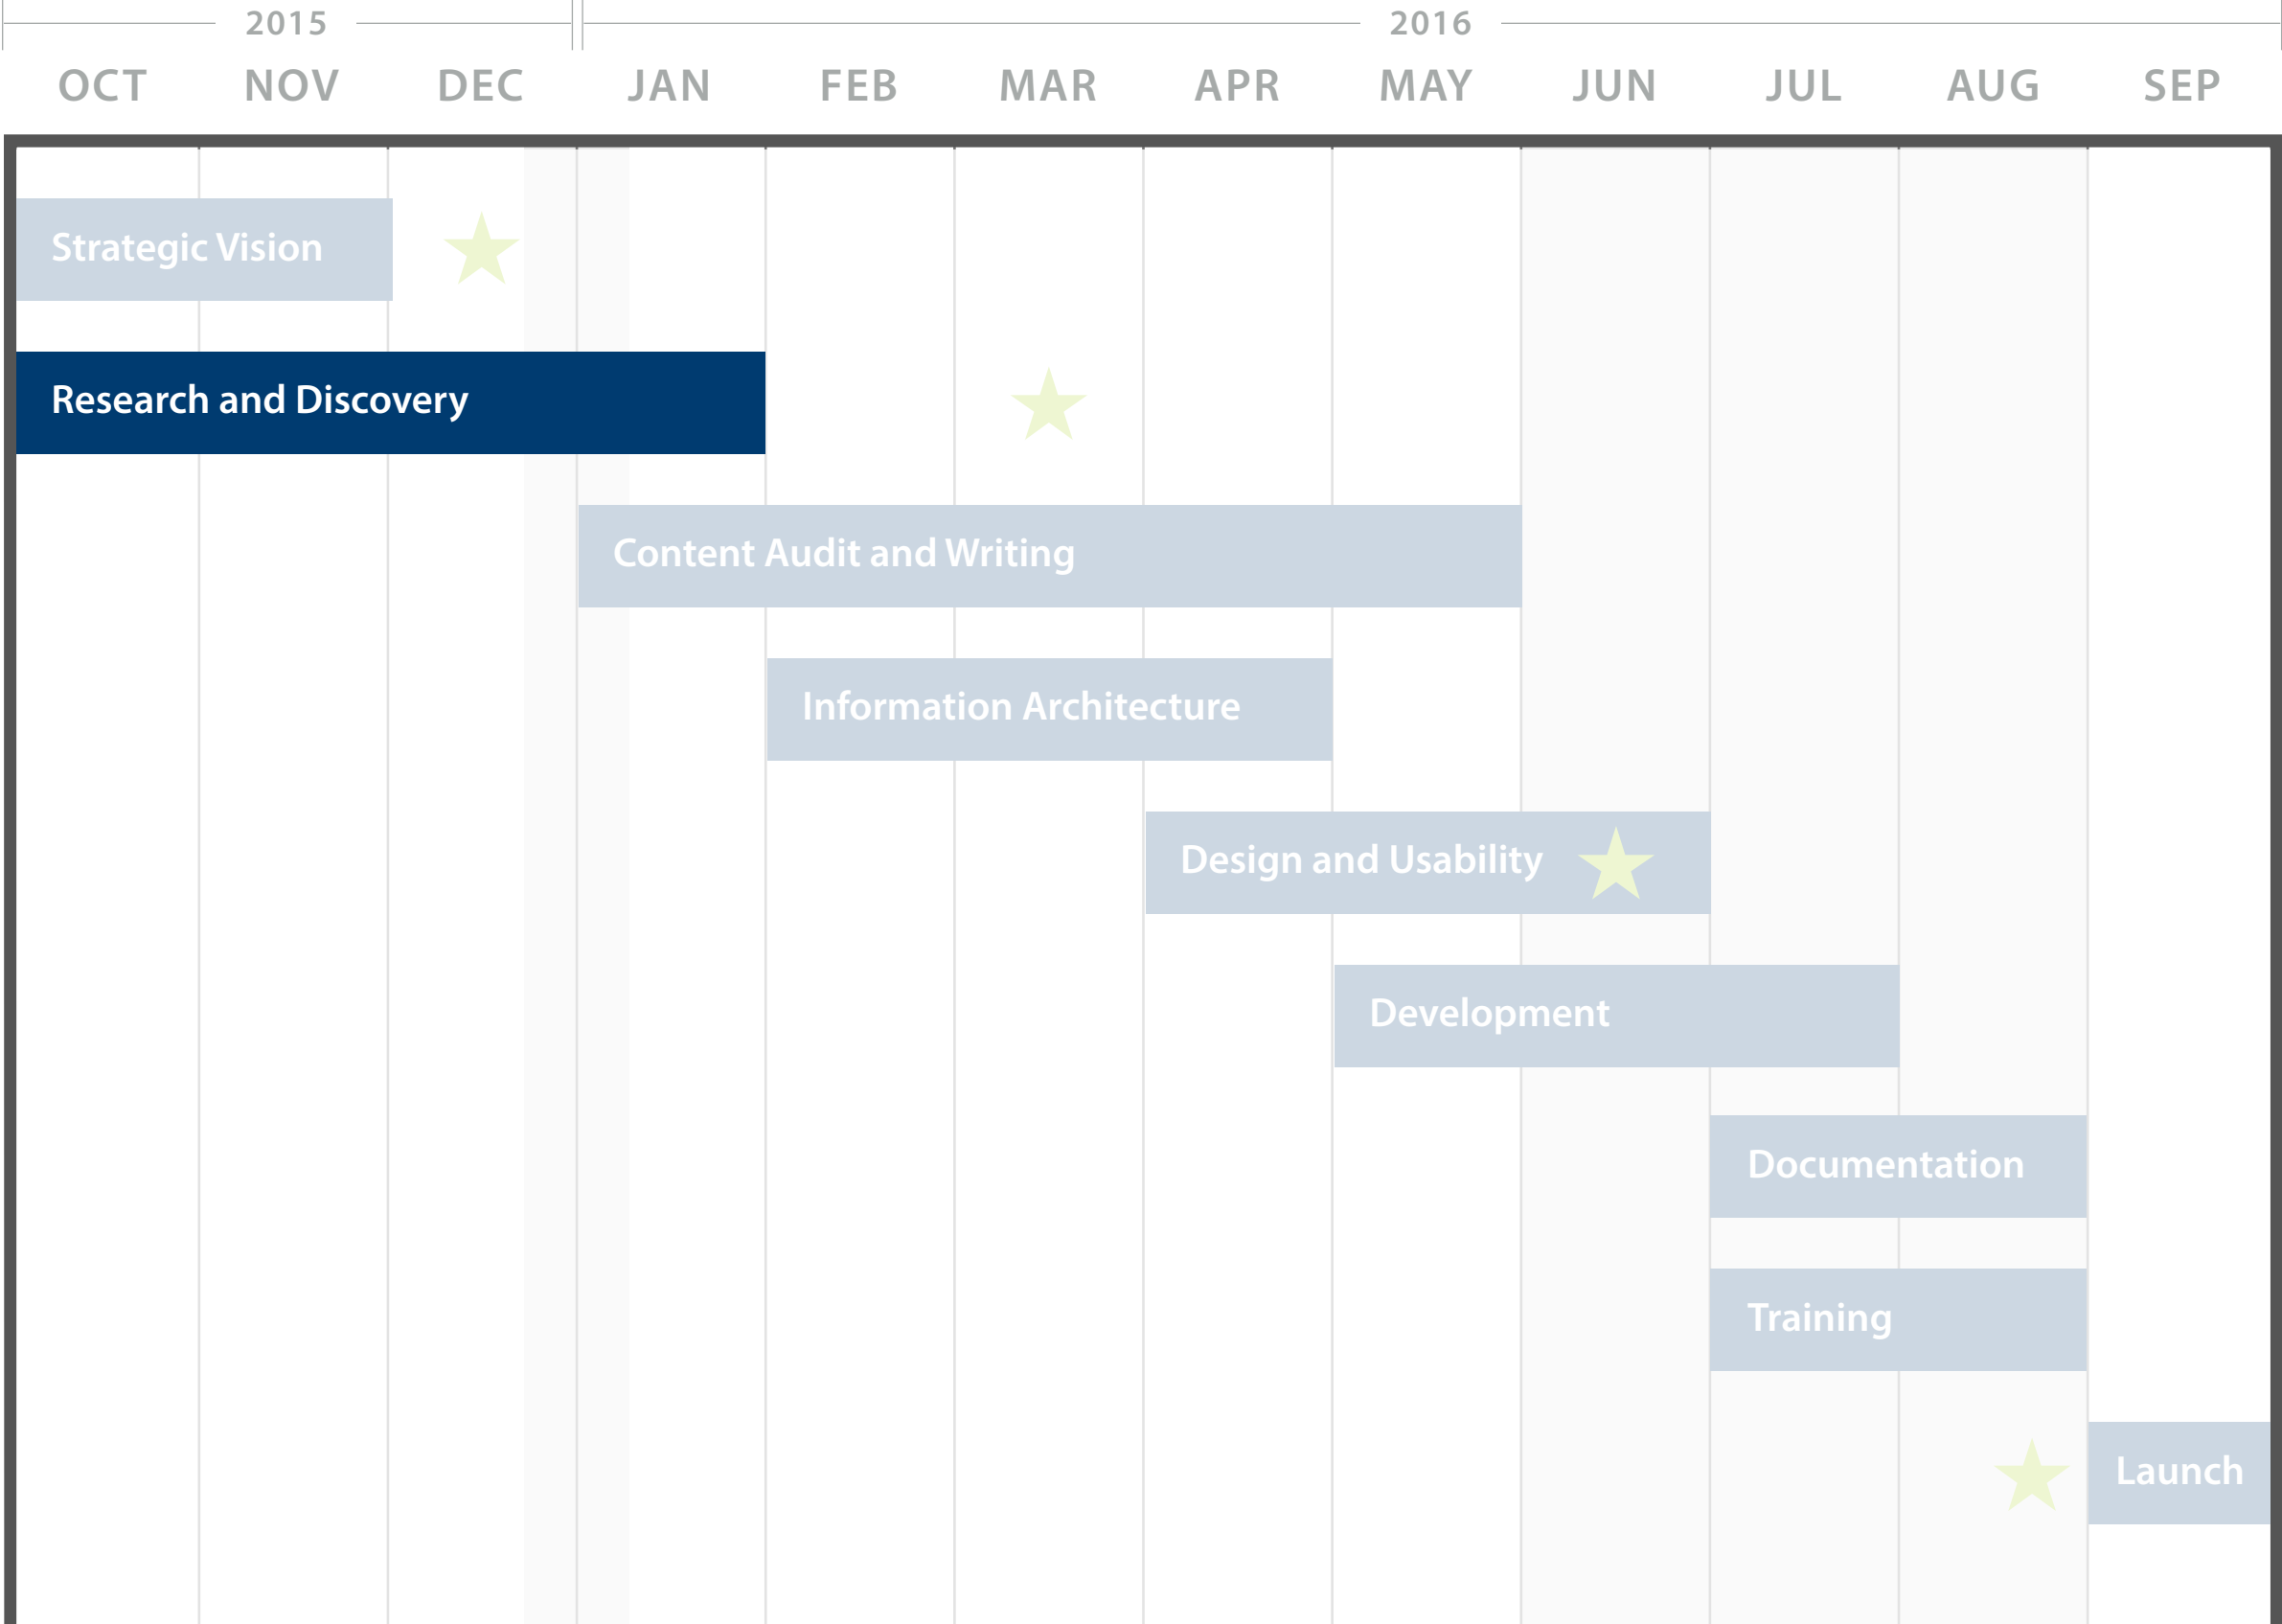 2015 2016
OCT NOV DEC JAN FEB MAR APR MAY JUN JUL AUG SEP
Strategic Vision
Research and Discovery
Content Audit and Writing
Information Architecture
Design and Usability
Development
Documentation
Training
Launch